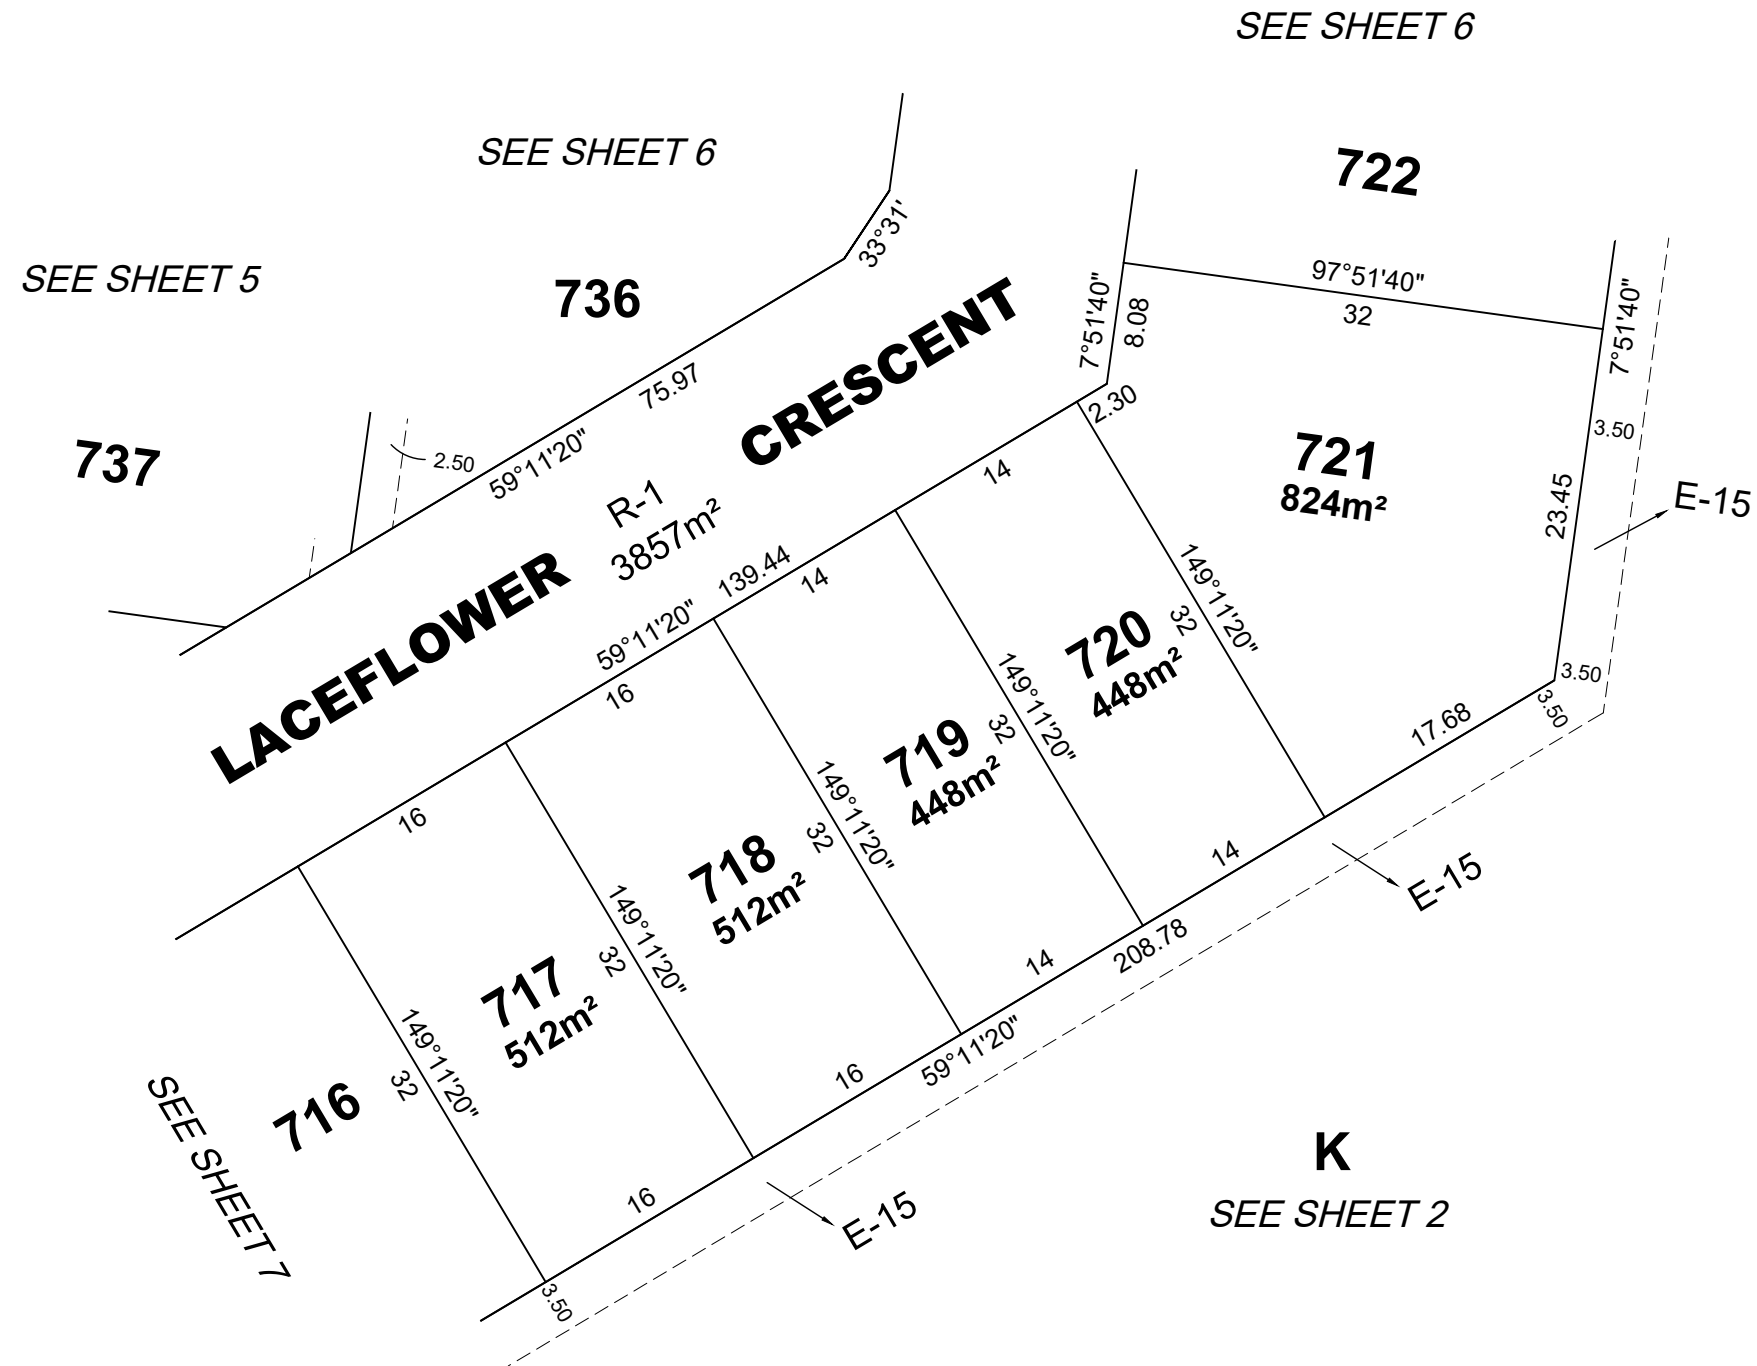 SEE SHEET 6
SEE SHEET 6
722
33°31'
SEE SHEET 5
736
97°51'40"
32
7°51'40"
8.08
7°51'40"
75.97
CRESCENT
2.30
737
2.50
59°11'20"
3.50
721
824m²
R-1
3857m²
14
23.45
E-15
LACEFLOWER
139.44
14
59°11'20"
149°11'20"
32
16
720
448m²
149°11'20"
32
3.50
3.50
17.68
719
448m²
16
149°11'20"
32
718
512m²
14
E-15
149°11'20"
32
14
208.78
717
512m²
59°11'20"
16
149°11'20"
32
716
SEE SHEET 7
K
SEE SHEET 2
16
E-15
3.50